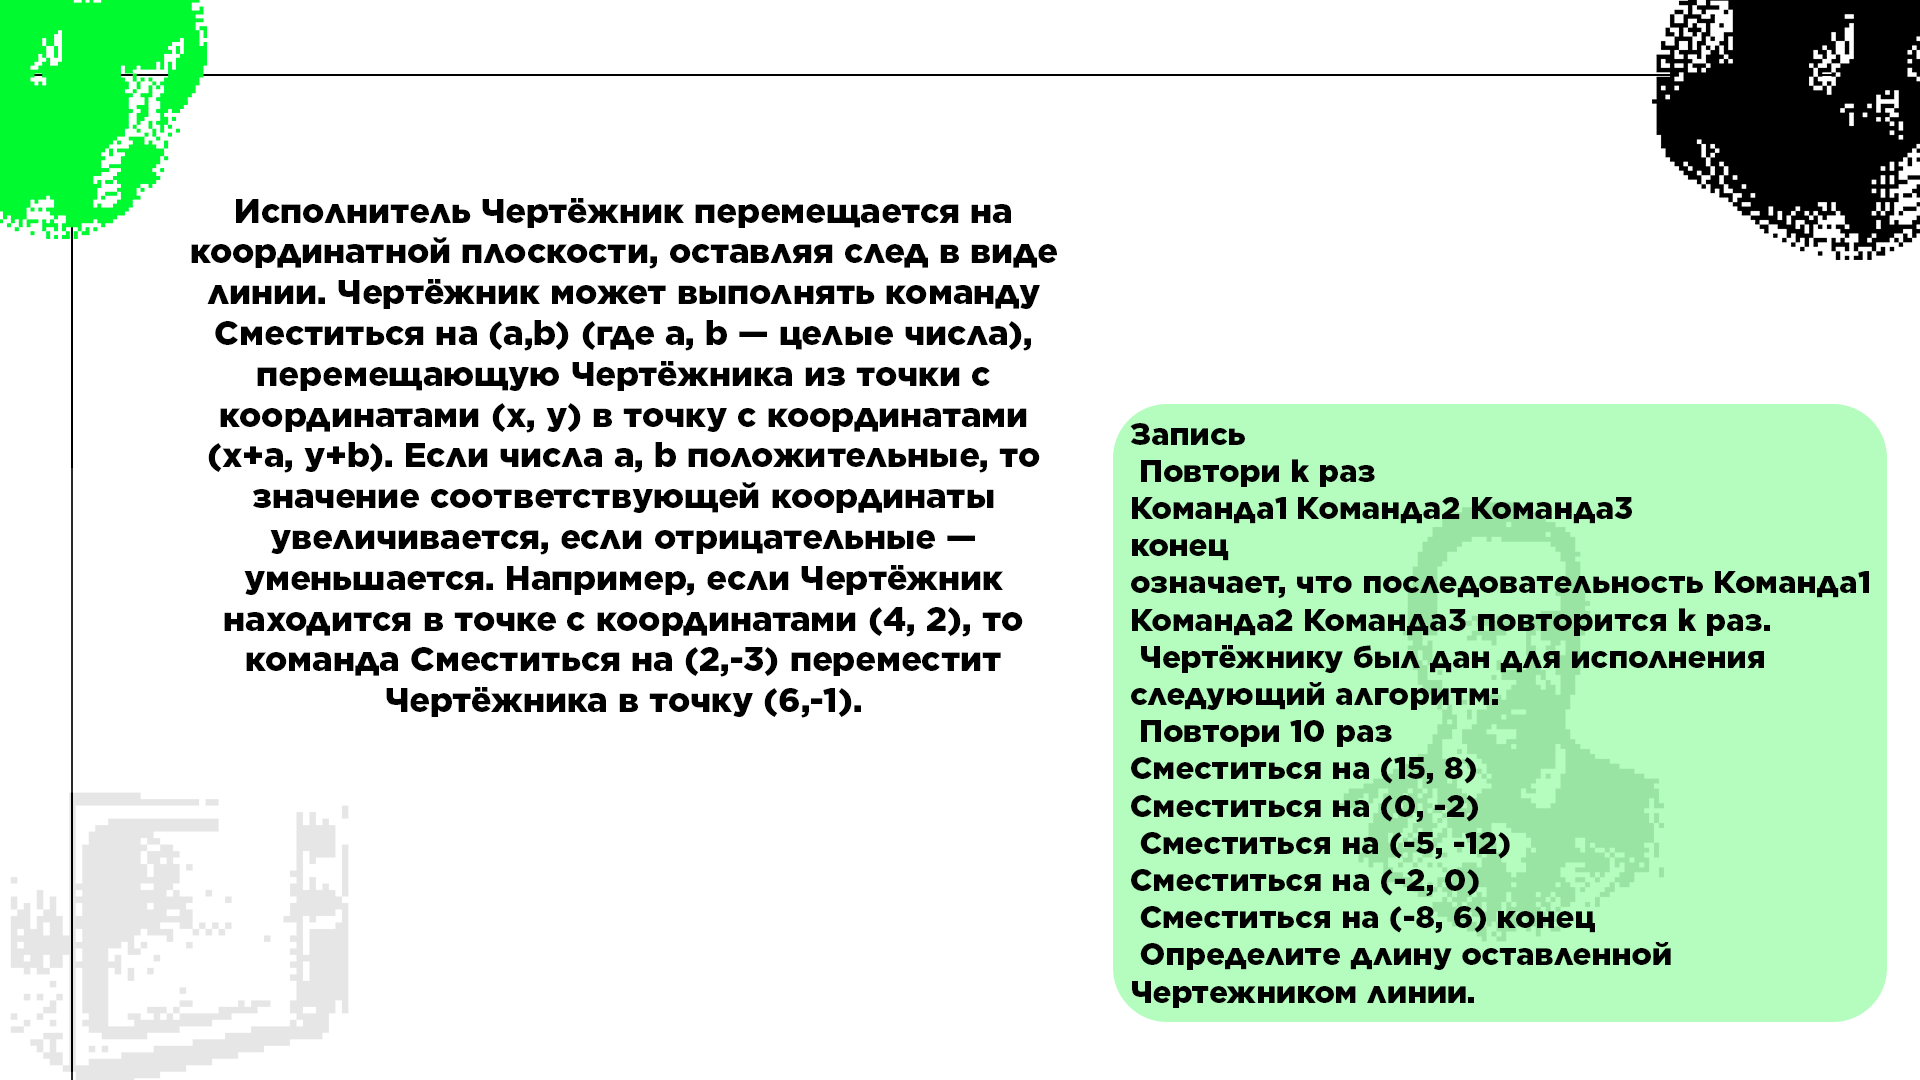 Исполнитель Чертёжник перемещается на
координатной плоскости, оставляя след в виде
линии. Чертёжник может выполнять команду
Сместиться на (a,b) (где a, b — целые числа),
перемещающую Чертёжника из точки с
координатами (x, y) в точку с координатами
(x+a, y+b). Если числа a, b положительные, то
значение соответствующей координаты
увеличивается, если отрицательные —
уменьшается. Например, если Чертёжник
находится в точке с координатами (4, 2), то
команда Сместиться на (2,-3) переместит
Чертёжника в точку (6,-1).
Запись
Повтори k раз
Команда1 Команда2 Команда3
конец
означает, что последовательность Команда1
Команда2 Команда3 повторится k раз.
Чертёжнику был дан для исполнения
следующий алгоритм:
Повтори 10 раз
Сместиться на (15, 8)
Сместиться на (0, -2)
Сместиться на (-5, -12)
Сместиться на (-2, 0)
Сместиться на (-8, 6) конец
Определите длину оставленной
Чертежником линии.